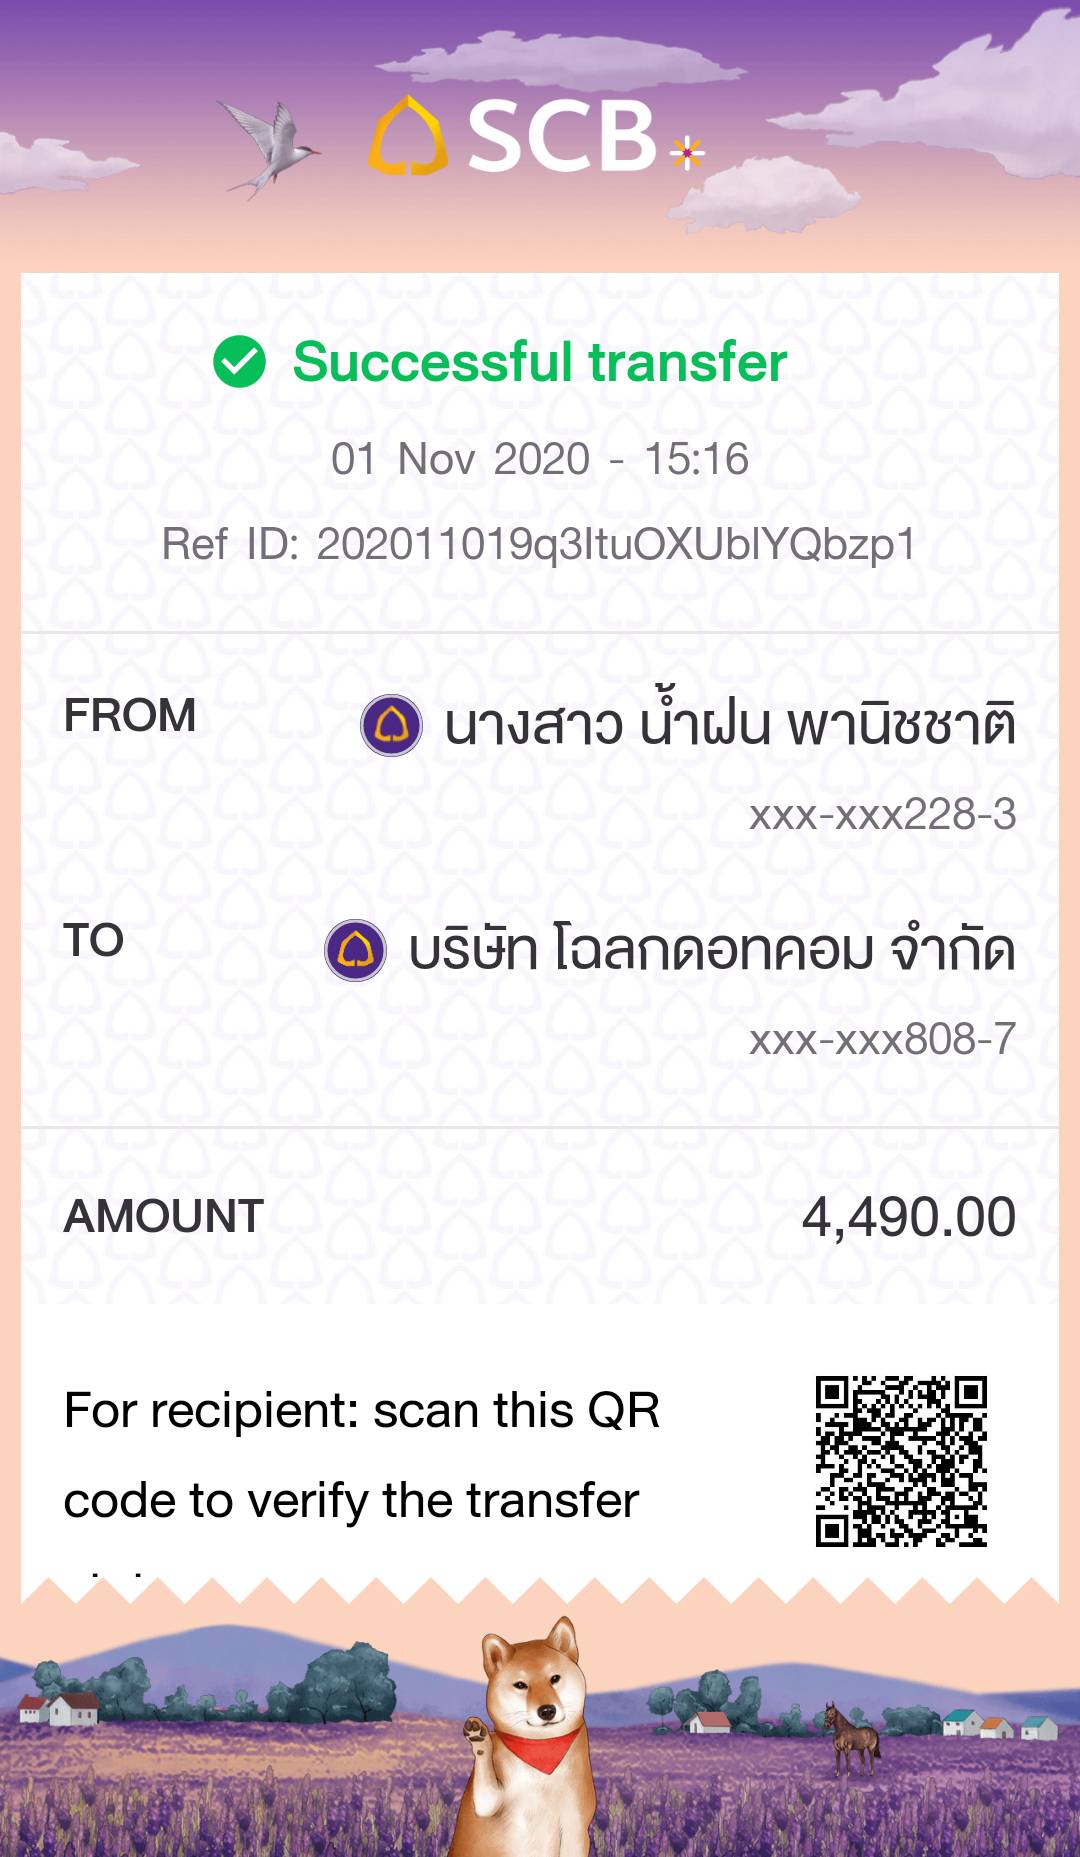 SCB
Successful transfer
01 Nov 2020 - 15:16
Ref ID: 202011019q3ItuOXUblYQbzp1
FROM
นางสาว น้ำฝน พานิชชาติ
xxx-xxx228-3
TO
บริษัท โฉลกดอทคอม จำกัด
xxx-xxx808-7
AMOUNT
4,490.00
For recipient: scan this QR
code to verify the transfer